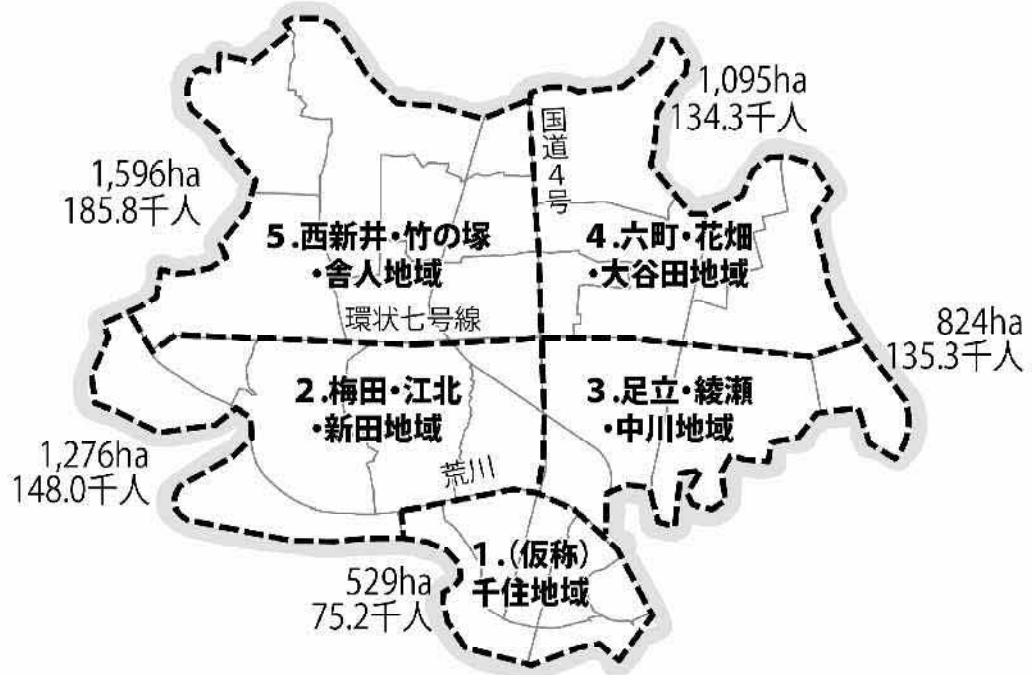 1,095ha
134.3千人
国道4号
1,596ha
185.8千人
5.西新井・竹の塚
・舎人地域
4.六町・花畑
・大谷田地域
環状七号線
824ha
135.3千人
2.梅田・江北
・新田地域
3.足立・綾瀬
・中川地域
1,276ha
148.0千人
荒川
1.(仮称)
千住地域
529ha
75.2千人